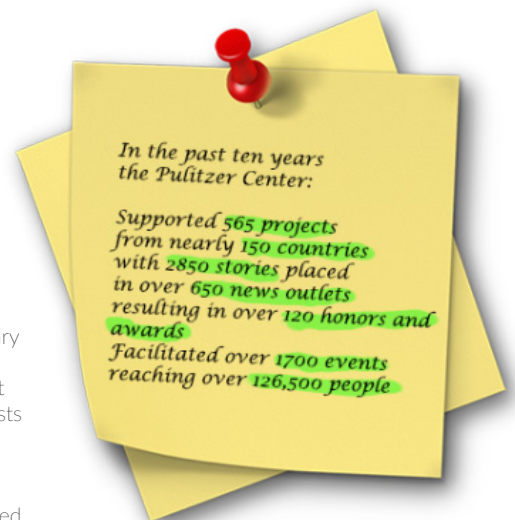 In the past ten years
the Pulitzer Center:
Supported 565 projects
from nearly 150 countries
with 2850 stories placed
in over 650 news outlets
resulting in over 120 honors and
awards
Facilitated over 1700 events
reaching over 126,500 people